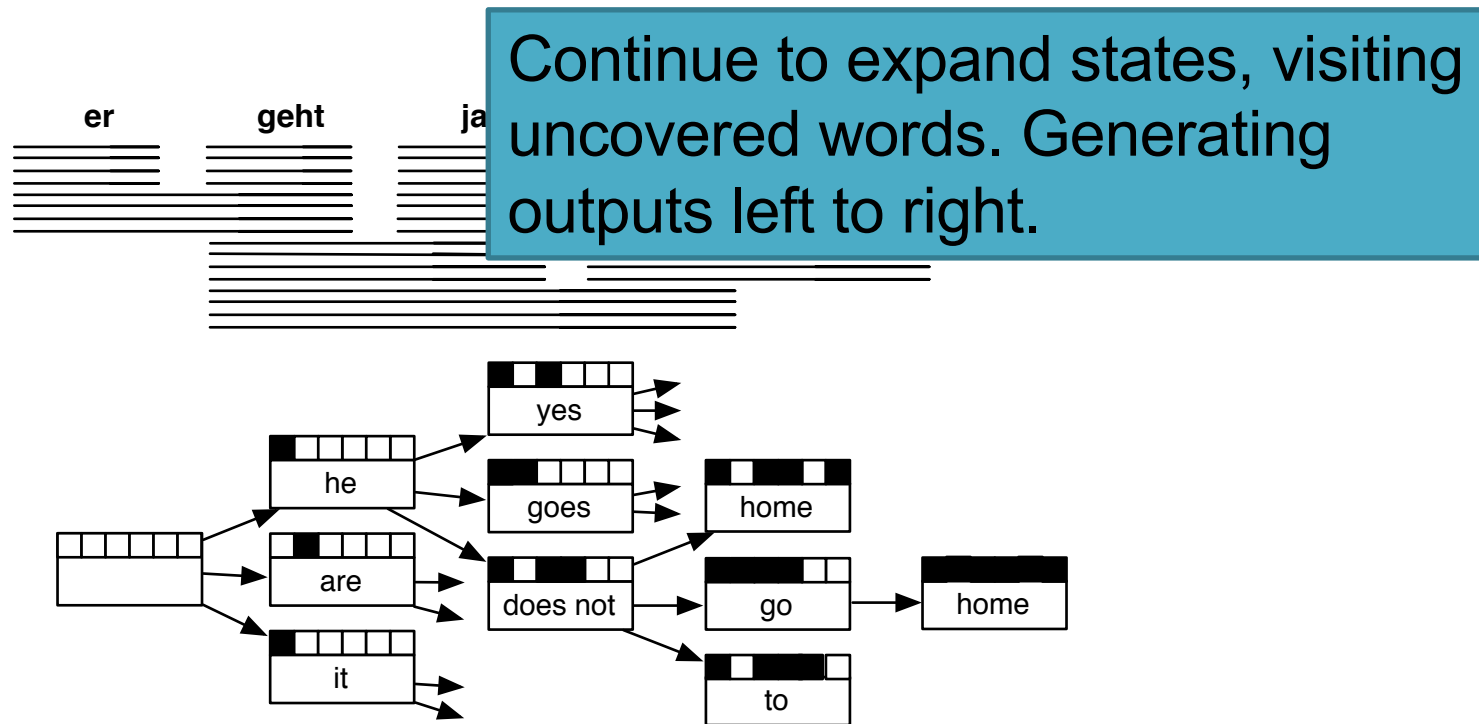 Continue to expand states, visiting
uncovered words. Generating
outputs left to right.
er geht ja
yes
he
goes home
are
does not go home
it
to